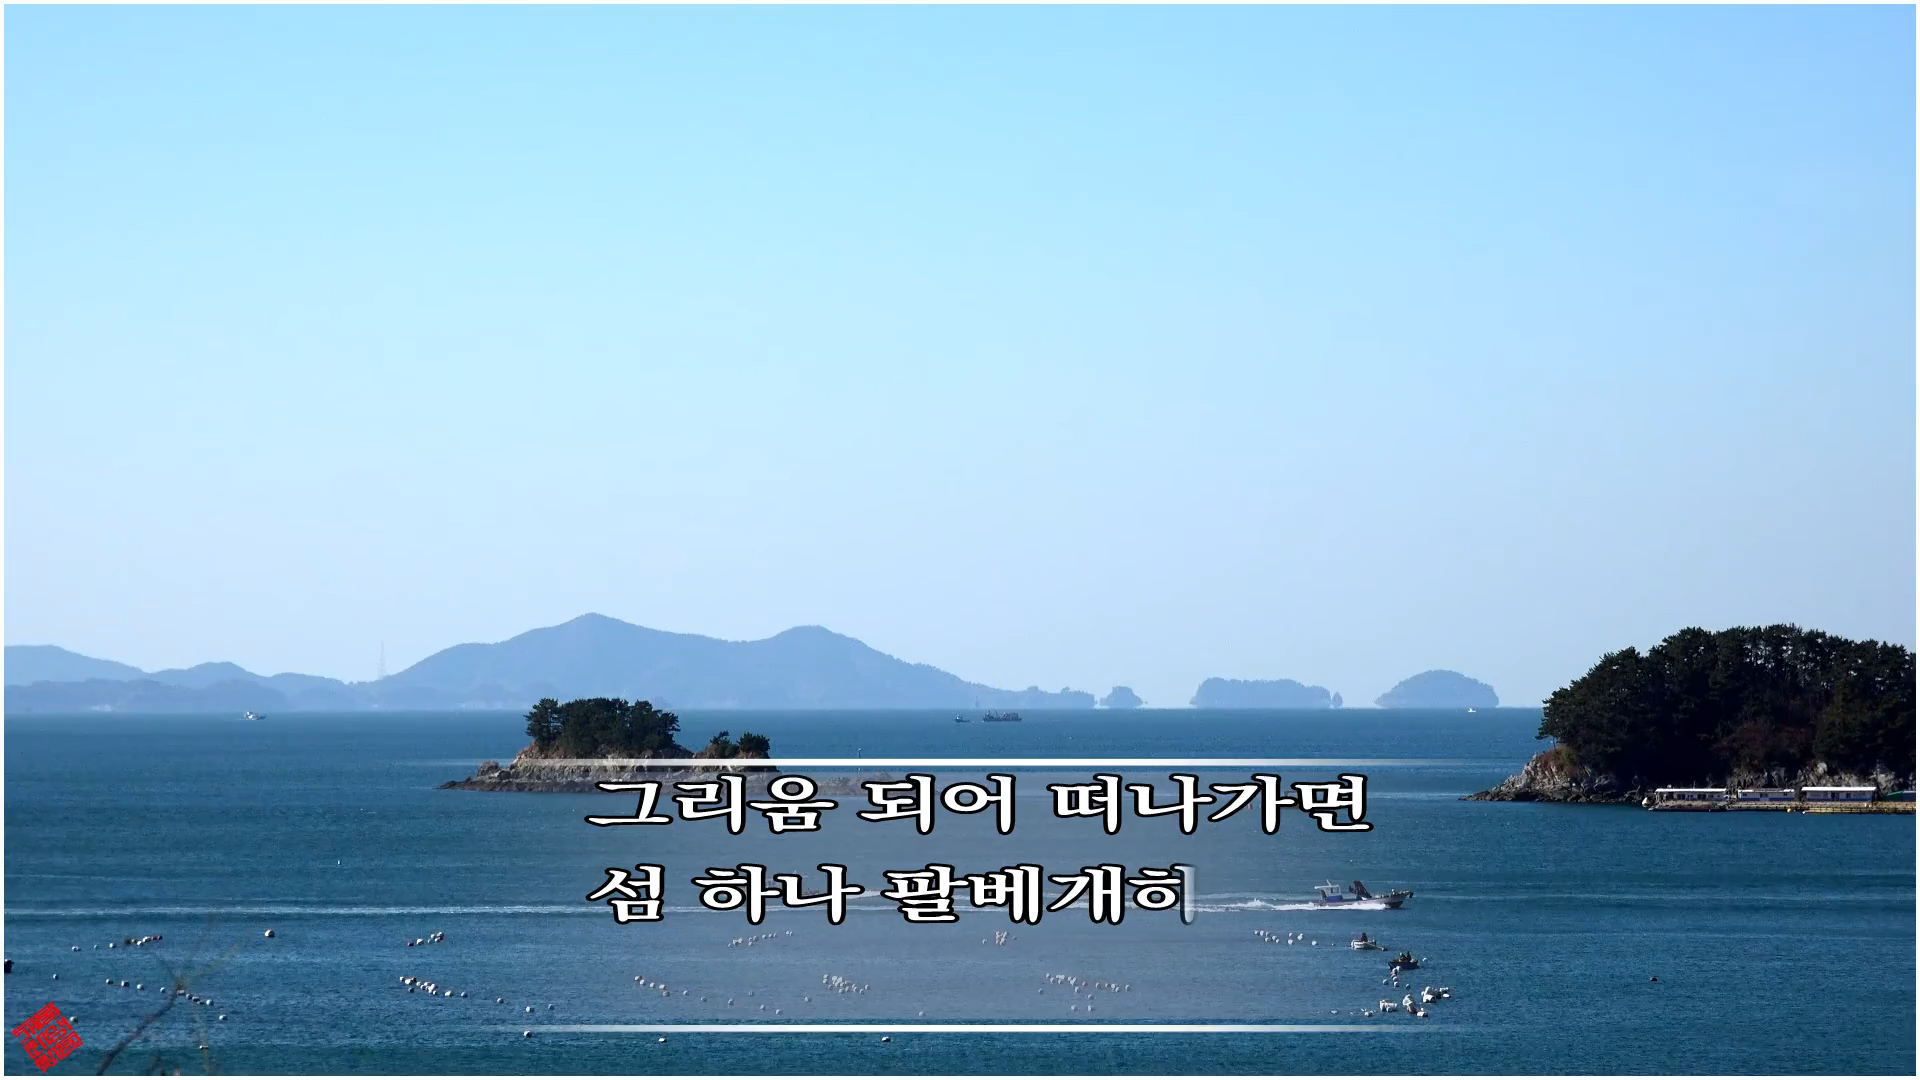 그리움 되어 떠나가면
섬 하나 팔베개하